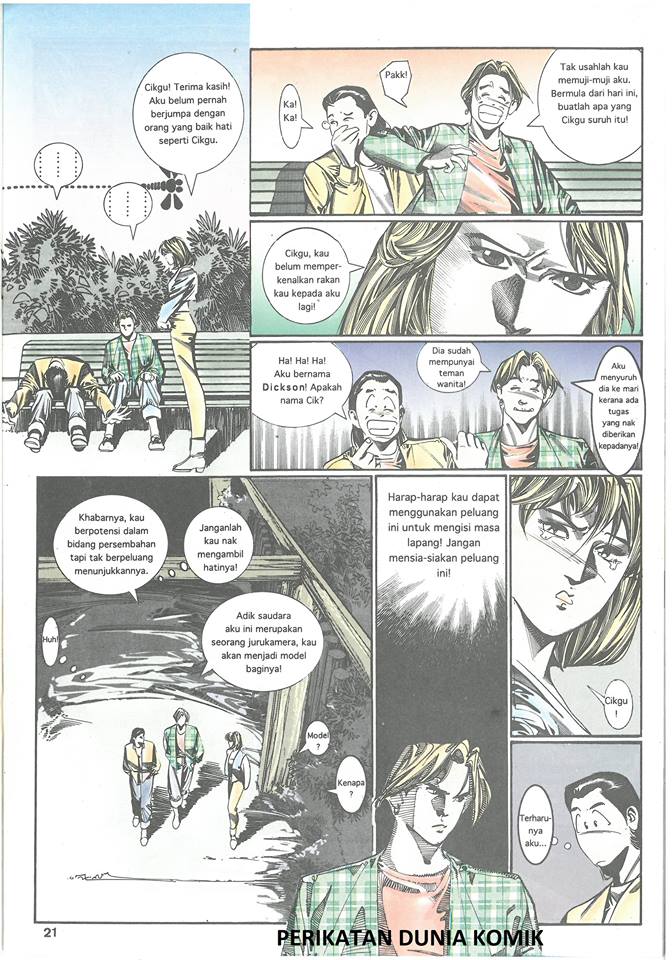 Cikgu! Terima kasih!
Aku belum pernah
berjumpa dengan
orang yang baik hati
seperti Cikgu.
Ka!
Ka!
Pakk!
Tak usahlah kau
memuji-muji aku.
Bermula dari hari ini,
buatlah apa yang
Cikgu suruh itu!
Cikgu, kau
belum memper-
kenalkan rakan
kau kepada aku
lagi!
Ha! Ha! Ha!
Aku bernama
Dickson! Apakah
nama Cik?
Dia sudah
mempunyai
teman
wanita!
Aku
menyuruh
dia ke mari
kerana ada
tugas
yang nak
diberikan
kepadanya!
Khabarnya, kau
berpotensi dalam
bidang persembahan
tapi tak berpeluang
menunjukkannya.
Janganlah
kau nak
mengambil
hatinya!
Huh!
Adik saudara
aku ini merupakan
seorang jurukamera, kau
akan menjadi model
baginya!
Model
?
Kenapa
?
Harap-harap kau dapat
menggunakan peluang
ini untuk mengisi masa
lapang! Jangan
mensia-siakan peluang
ini!
Cikgu
!
Terharu-
nya
aku...
21
PERIKATAN DUNIA KOMIK